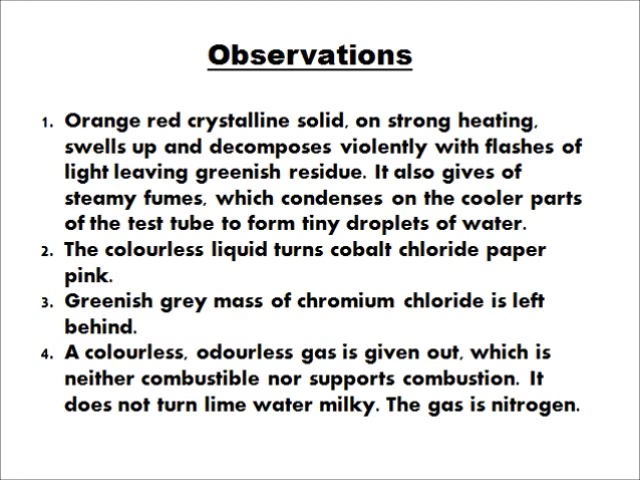 Observations
1. Orange red crystalline solid, on strong heating,
swells up and decomposes violently with flashes of
light leaving greenish residue. It also gives of
steamy fumes, which condenses on the cooler parts
of the test tube to form tiny droplets of water.
2. The colourless liquid turns cobalt chloride paper
pink.
3. Greenish grey mass of chromium chloride is left
behind.
4. A colourless, odourless gas is given out, which is
neither combustible nor supports combustion. It
does not turn lime water milky. The gas is nitrogen.